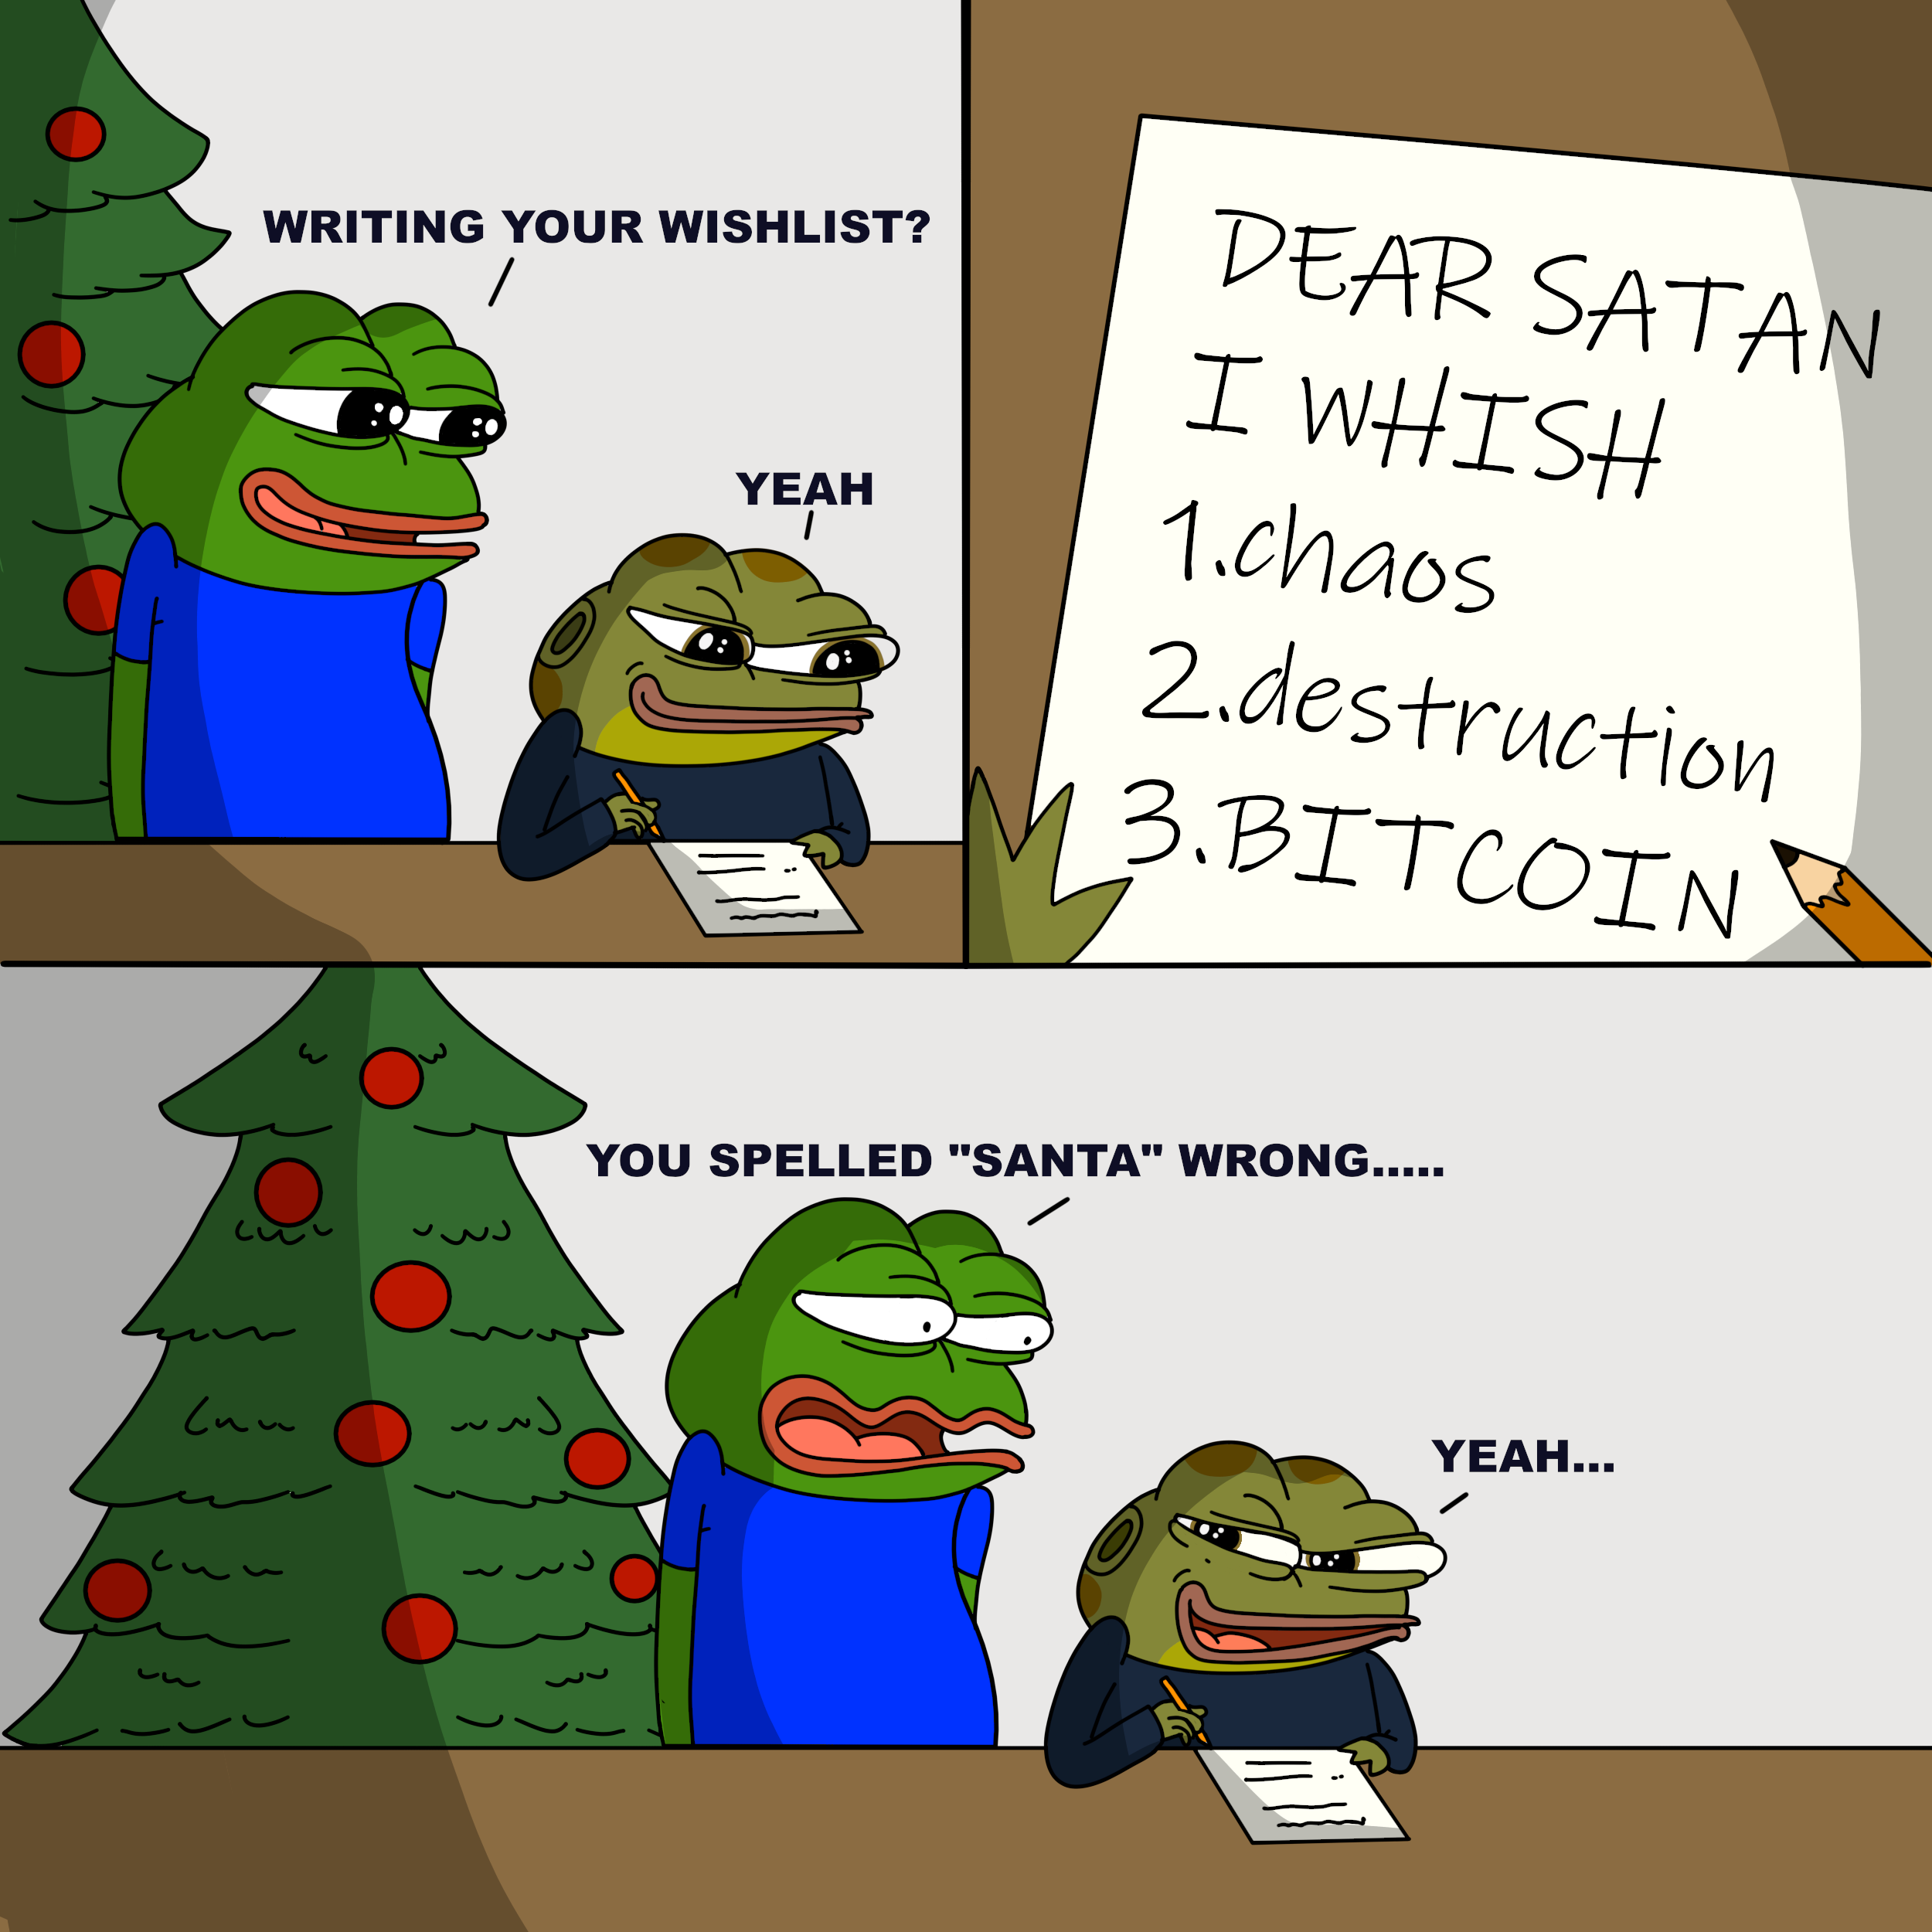 WRITING YOUR WISHLIST?
YEAH
DEAR SATAN
I WHISH
1.chaos
2.destruction
3.BITCOIN
YOU SPELLED "SANTA" WRONG.....
YEAH...